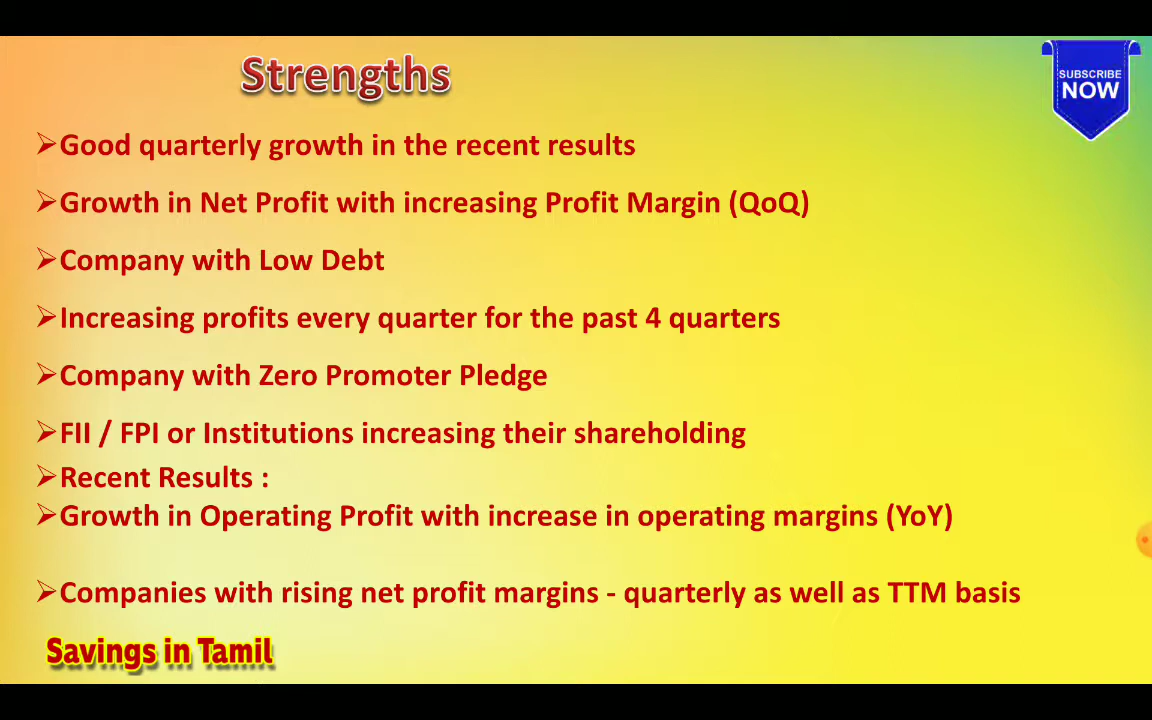 Strengths
SUBSCRIBE
NOW
➢Good quarterly growth in the recent results
➢Growth in Net Profit with increasing Profit Margin (QoQ)
➢Company with Low Debt
➢Increasing profits every quarter for the past 4 quarters
➢Company with Zero Promoter Pledge
➢FII / FPI or Institutions increasing their shareholding
➢Recent Results :
➢Growth in Operating Profit with increase in operating margins (YoY)
➢Companies with rising net profit margins - quarterly as well as TTM basis
Savings in Tamil